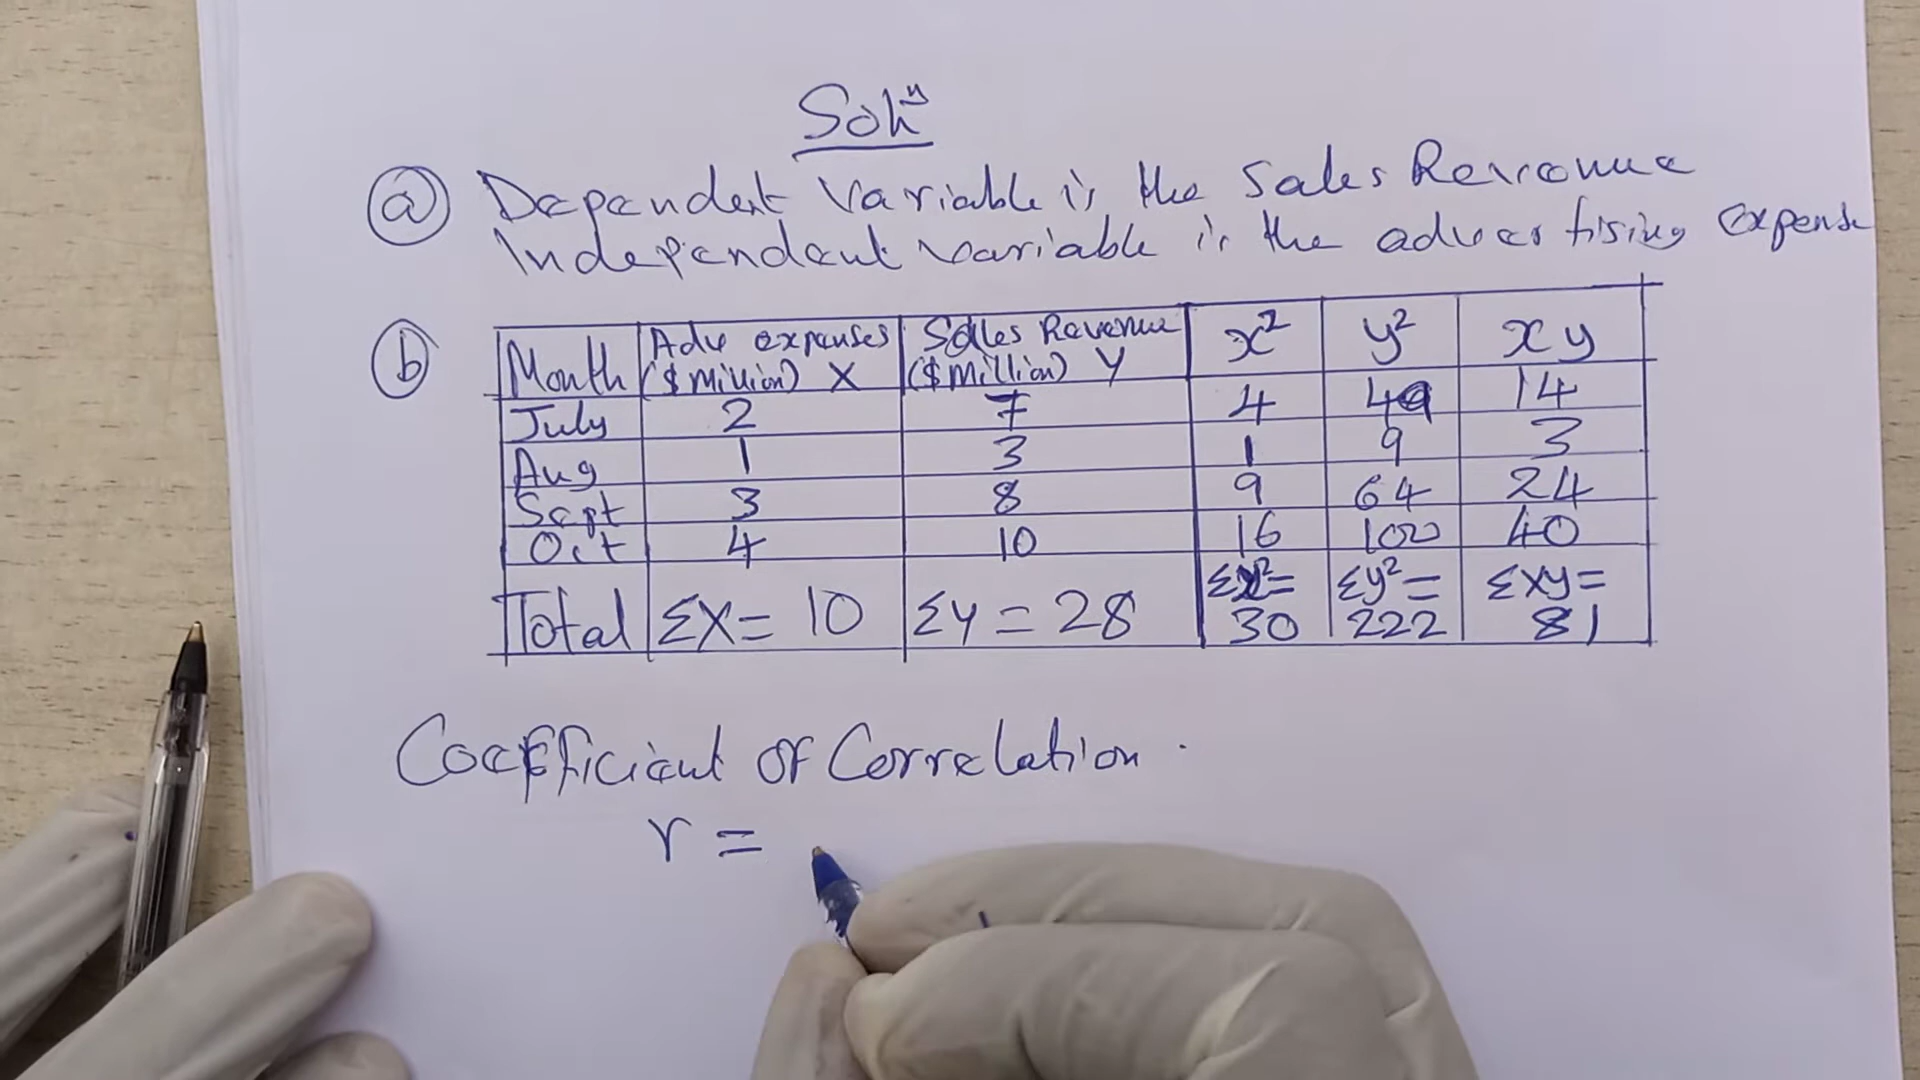 Solⁿ
(a) Dependent Variable is the Sales Revenue
Independent variable is the advertising expense
(b)
Month | Adv expenses ($ Million) X | Sales Revenue ($ Million) Y | x² | y² | xy
July | 2 | 7 | 4 | 49 | 14
Aug | 1 | 3 | 1 | 9 | 3
Sept | 3 | 8 | 9 | 64 | 24
Oct | 4 | 10 | 16 | 100 | 40
Total | ΣX = 10 | ΣY = 28 | Σx² = 30 | Σy² = 222 | Σxy = 81
Coefficient of Correlation.
r =